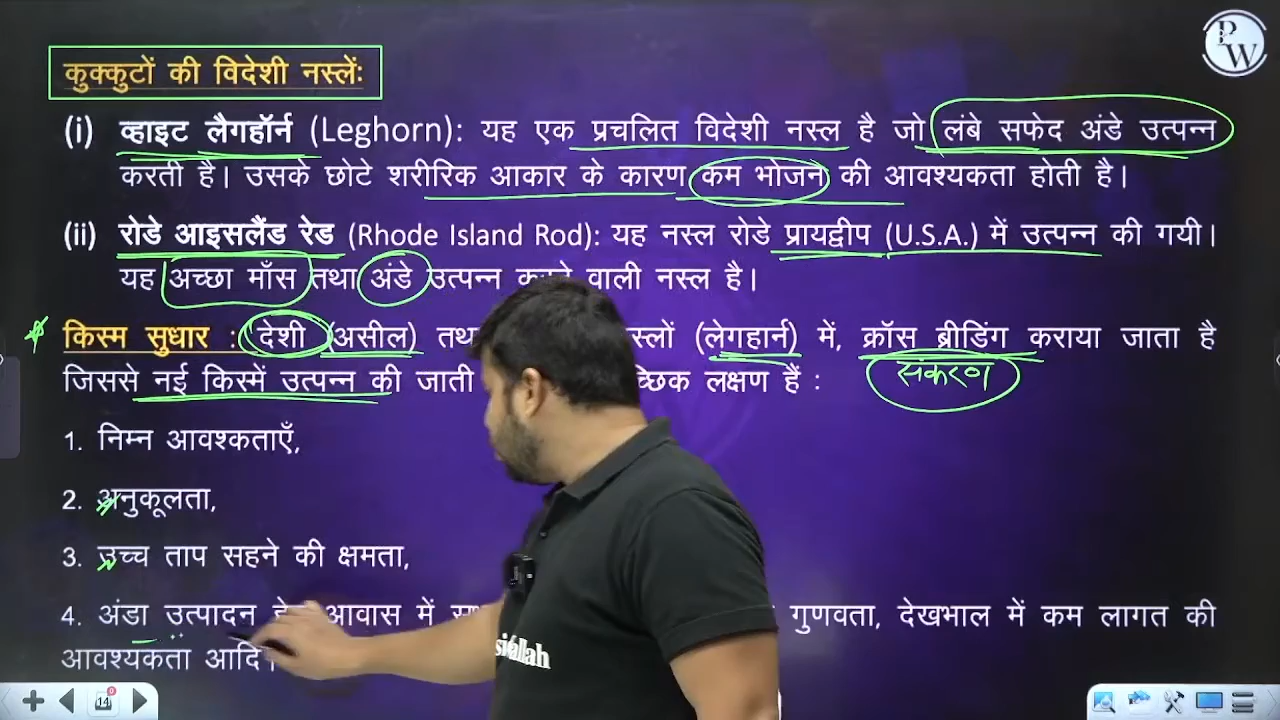 PW
कुक्कुटों की विदेशी नस्लेंः
(i) व्हाइट लैगहॉर्न (Leghorn): यह एक प्रचलित विदेशी नस्ल है जो लंबे सफेद अंडे उत्पन्न
करती है। उसके छोटे शरीरिक आकार के कारण कम भोजन की आवश्यकता होती है।
(ii) रोडे आइसलैंड रेड (Rhode Island Rod): यह नस्ल रोडे प्रायद्वीप (U.S.A.) में उत्पन्न की गयी।
यह अच्छा माँस तथा अंडे उत्पन्न वाली नस्ल है।
किस्म सुधार : देशी (असील) (लेगहार्न) में, क्रॉस ब्रीडिंग कराया जाता है
जिससे नई किस्में उत्पन्न की जाती लक्षण हैं :
संकरण
1. निम्न आवश्कताएँ,
2. अनुकूलता,
3. उच्च ताप सहने की क्षमता,
4. अंडा उत्पादन आवास में गुणवता, देखभाल में कम लागत की
आवश्यकता आदि।
14